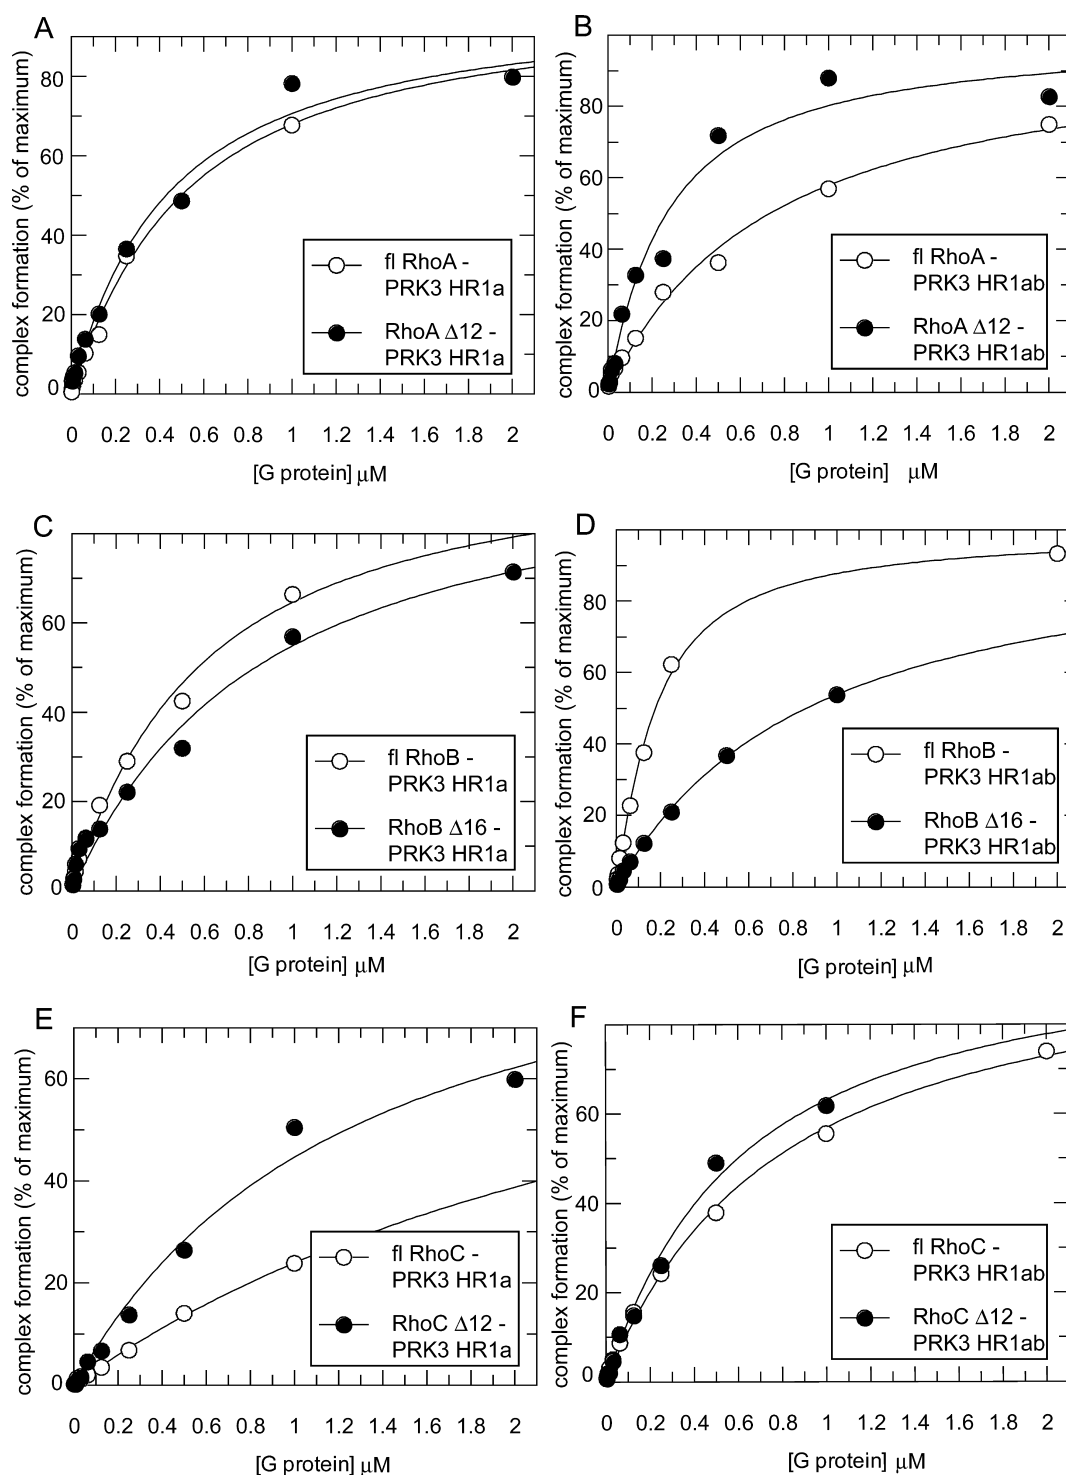 A
complex formation (% of maximum)
80
60
40
20
0
fl RhoA -
PRK3 HR1a
RhoA Δ12 -
PRK3 HR1a
0 0.2 0.4 0.6 0.8 1 1.2 1.4 1.6 1.8 2
[G protein] μM
B
complex formation (% of maximum)
80
60
40
20
0
fl RhoA -
PRK3 HR1ab
RhoA Δ12 -
PRK3 HR1ab
0 0.2 0.4 0.6 0.8 1 1.2 1.4 1.6 1.8 2
[G protein] μM
C
complex formation (% of maximum)
60
40
20
0
fl RhoB -
PRK3 HR1a
RhoB Δ16 -
PRK3 HR1a
0 0.2 0.4 0.6 0.8 1 1.2 1.4 1.6 1.8 2
[G protein] μM
D
complex formation (% of maximum)
80
60
40
20
0
fl RhoB -
PRK3 HR1ab
RhoB Δ16 -
PRK3 HR1ab
0 0.2 0.4 0.6 0.8 1 1.2 1.4 1.6 1.8 2
[G protein] μM
E
complex formation (% of maximum)
60
40
20
0
fl RhoC -
PRK3 HR1a
RhoC Δ12 -
PRK3 HR1a
0 0.2 0.4 0.6 0.8 1 1.2 1.4 1.6 1.8 2
[G protein] μM
F
complex formation (% of maximum)
60
40
20
0
fl RhoC -
PRK3 HR1ab
RhoC Δ12 -
PRK3 HR1ab
0 0.2 0.4 0.6 0.8 1 1.2 1.4 1.6 1.8 2
[G protein] μM